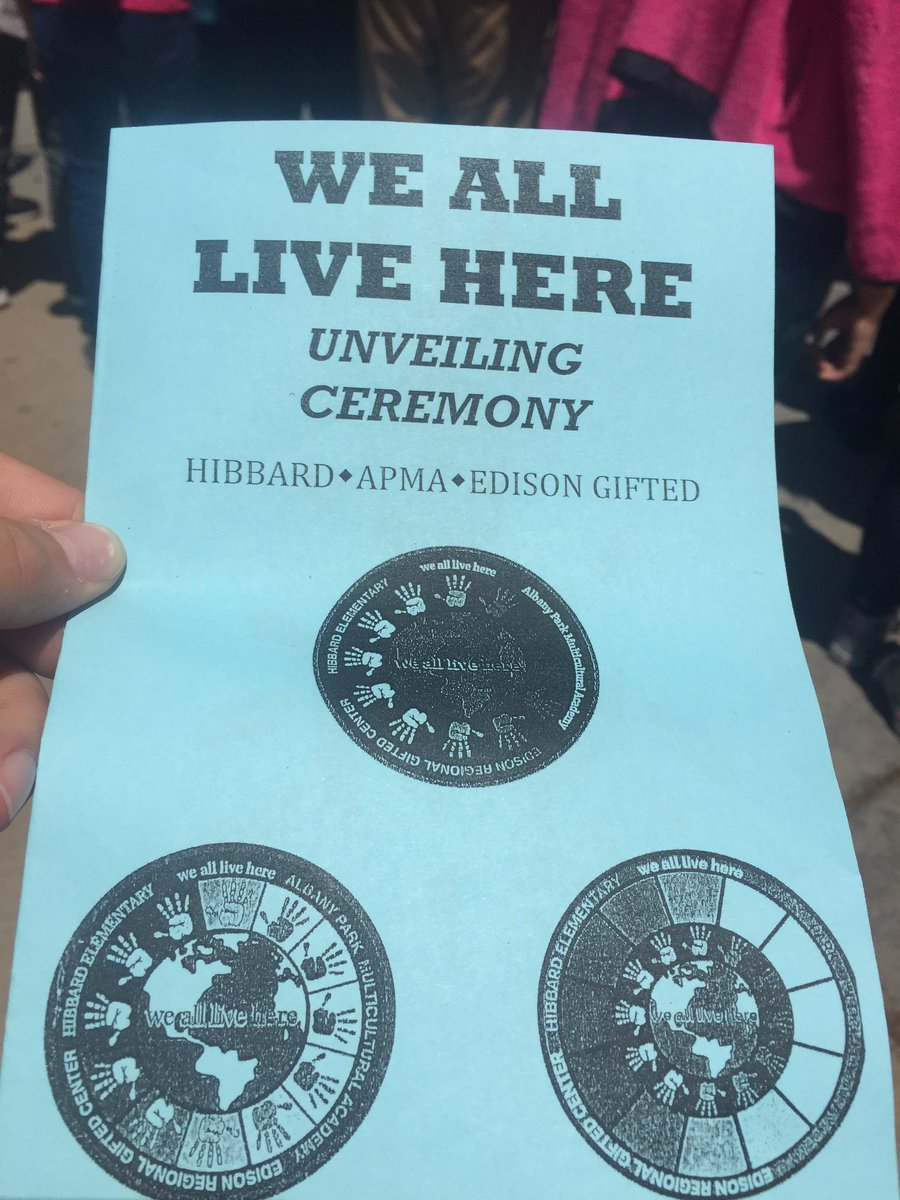 WE ALL
LIVE HERE
UNVEILING
CEREMONY
HIBBARD◆APMA◆EDISON GIFTED
we all live here
HIBBARD ELEMENTARY
Albany Park Multicultural Academy
we all live here
EDISON REGIONAL GIFTED CENTER
we all live here
HIBBARD ELEMENTARY
ALBANY PARK MULTICULTURAL ACADEMY
we all live here
EDISON REGIONAL GIFTED CENTER
we all live here
HIBBARD ELEMENTARY
we all live here
EDISON REGIONAL GIFTED CENTER